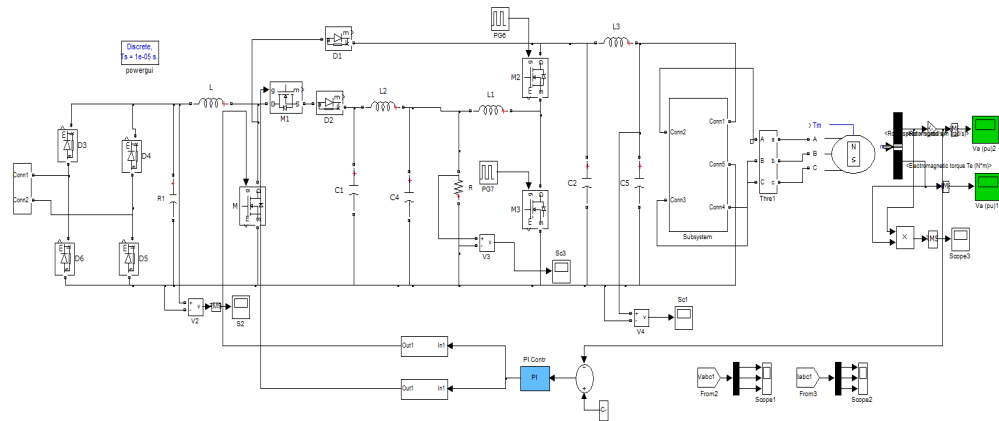 PG6
L3
Discrete,
Ts = 1e-05 s.
powergui
D1
M2
L
M1
D2
L2
L1
D3
D4
Conn1
Conn2
D6
D5
R1
M
C1
C4
R
PG7
M3
C2
C5
Conn2
Conn3
Conn1
Conn5
Conn4
Subsystem
A
B
C
a
b
c
Thre1
Tm
A
B
C
N
S
<Electromagnetic torque Te (N*m)>
Va (pu)2
Va (pu)1
Scope3
V3
Sc3
V2
S2
V4
Sc1
Out1
In1
Out1
In1
PI Contr
PI
C-
Vabc1
From2
Scope1
Iabc1
From3
Scope2